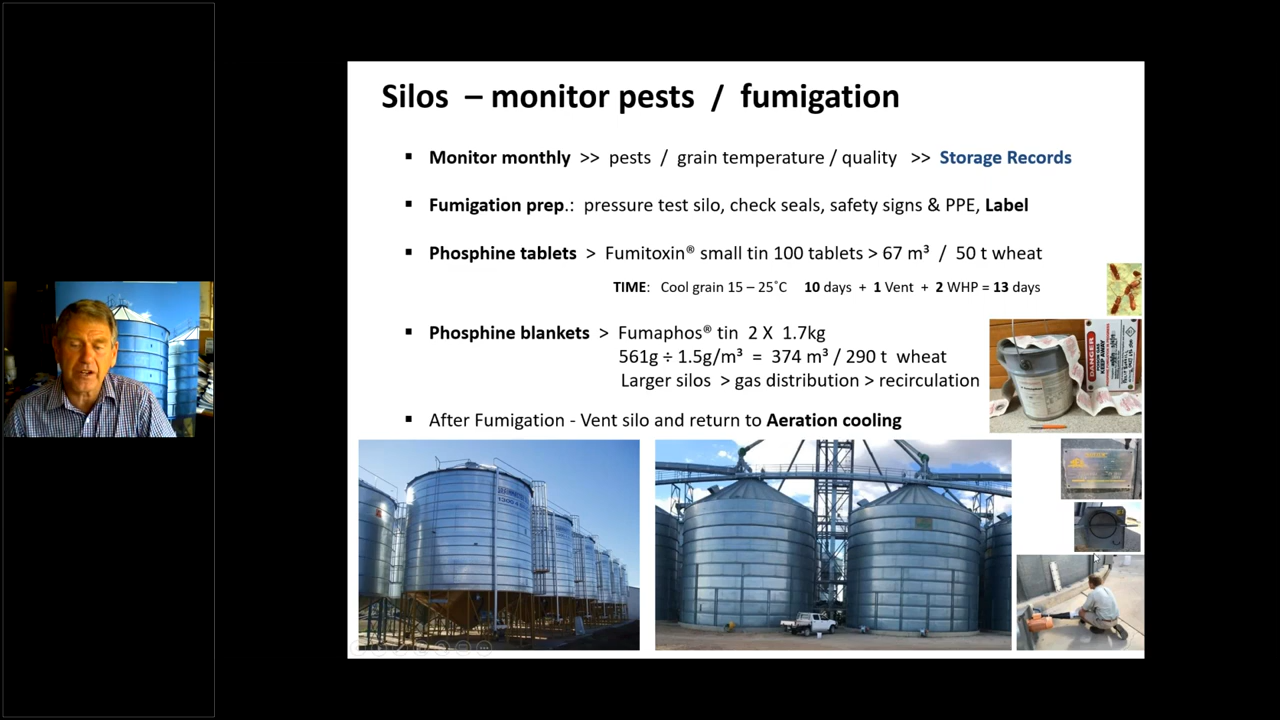 Silos – monitor pests / fumigation
▪ Monitor monthly >> pests / grain temperature / quality >> Storage Records
▪ Fumigation prep.: pressure test silo, check seals, safety signs & PPE, Label
▪ Phosphine tablets > Fumitoxin® small tin 100 tablets > 67 m³ / 50 t wheat
TIME: Cool grain 15 – 25˚C 10 days + 1 Vent + 2 WHP = 13 days
▪ Phosphine blankets > Fumaphos® tin 2 X 1.7kg
561g ÷ 1.5g/m³ = 374 m³ / 290 t wheat
Larger silos > gas distribution > recirculation
▪ After Fumigation - Vent silo and return to Aeration cooling
DANGER
KEEP AWAY